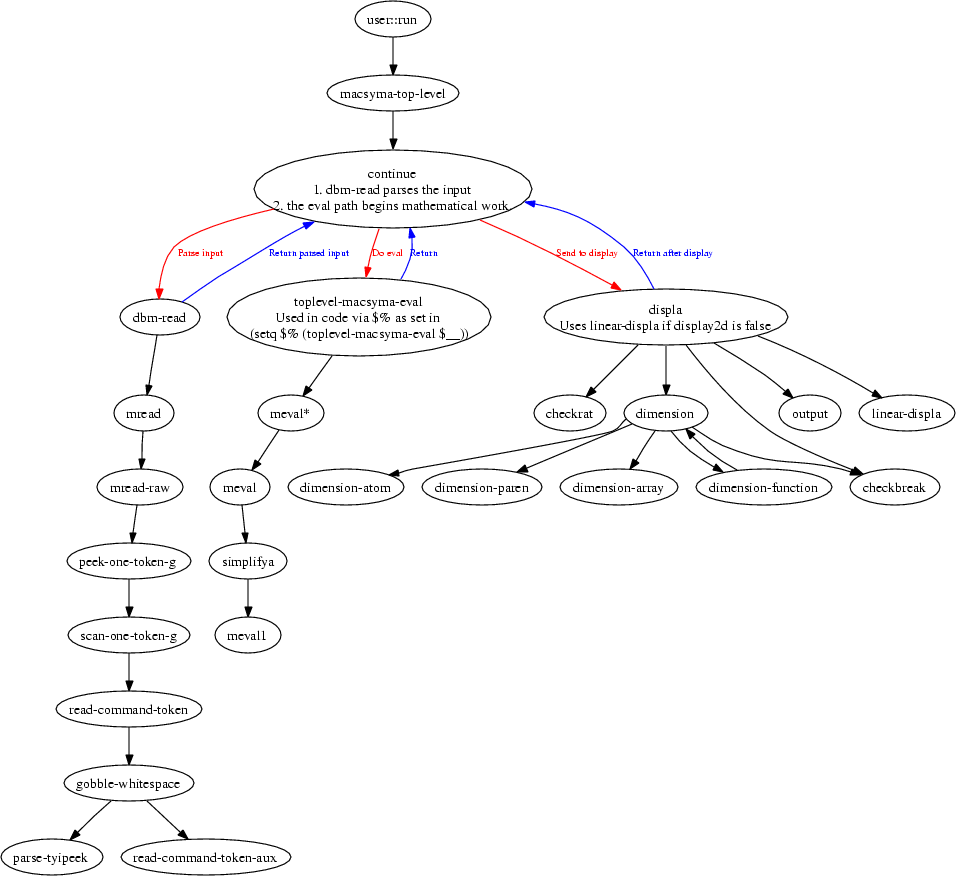 user::run
macsyma-top-level
continue
1. dbm-read parses the input
2. the eval path begins mathematical work
Parse input
Return parsed input
Do eval
Return
Send to display
Return after display
dbm-read
toplevel-macsyma-eval
Used in code via $% as set in
(setq $% (toplevel-macsyma-eval $__))
displa
Uses linear-displa if display2d is false
mread
meval*
checkrat
dimension
output
linear-displa
mread-raw
meval
dimension-atom
dimension-paren
dimension-array
dimension-function
checkbreak
peek-one-token-g
simplifya
scan-one-token-g
meval1
read-command-token
gobble-whitespace
parse-tyipeek
read-command-token-aux